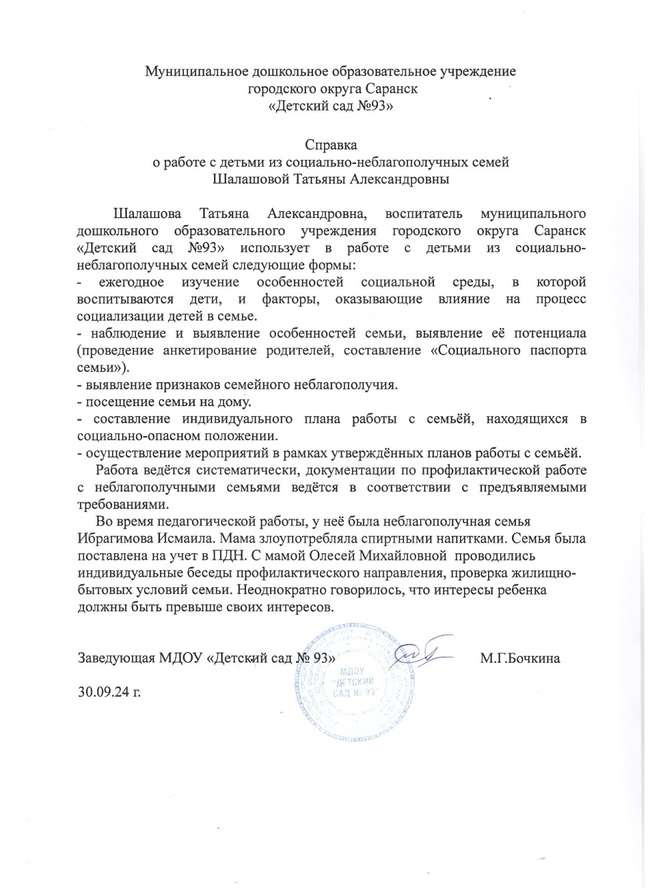 Муниципальное дошкольное образовательное учреждение
городского округа Саранск
«Детский сад №93»
Справка
о работе с детьми из социально-неблагополучных семей
Шалашовой Татьяны Александровны
Шалашова Татьяна Александровна, воспитатель муниципального
дошкольного образовательного учреждения городского округа Саранск
«Детский сад №93» использует в работе с детьми из социально-
неблагополучных семей следующие формы:
- ежегодное изучение особенностей социальной среды, в которой
воспитываются дети, и факторы, оказывающие влияние на процесс
социализации детей в семье.
- наблюдение и выявление особенностей семьи, выявление её потенциала
(проведение анкетирование родителей, составление «Социального паспорта
семьи»).
- выявление признаков семейного неблагополучия.
- посещение семьи на дому.
- составление индивидуального плана работы с семьёй, находящихся в
социально-опасном положении.
- осуществление мероприятий в рамках утверждённых планов работы с семьёй.
Работа ведётся систематически, документации по профилактической работе
с неблагополучными семьями ведётся в соответствии с предъявляемыми
требованиями.
Во время педагогической работы, у неё была неблагополучная семья
Ибрагимова Исмаила. Мама злоупотребляла спиртными напитками. Семья была
поставлена на учет в ПДН. С мамой Олесей Михайловной проводились
индивидуальные беседы профилактического направления, проверка жилищно-
бытовых условий семьи. Неоднократно говорилось, что интересы ребенка
должны быть превыше своих интересов.
Заведующая МДОУ «Детский сад № 93» М.Г.Бочкина
МДОУ
"ДЕТСКИЙ
САД № 93"
30.09.24 г.